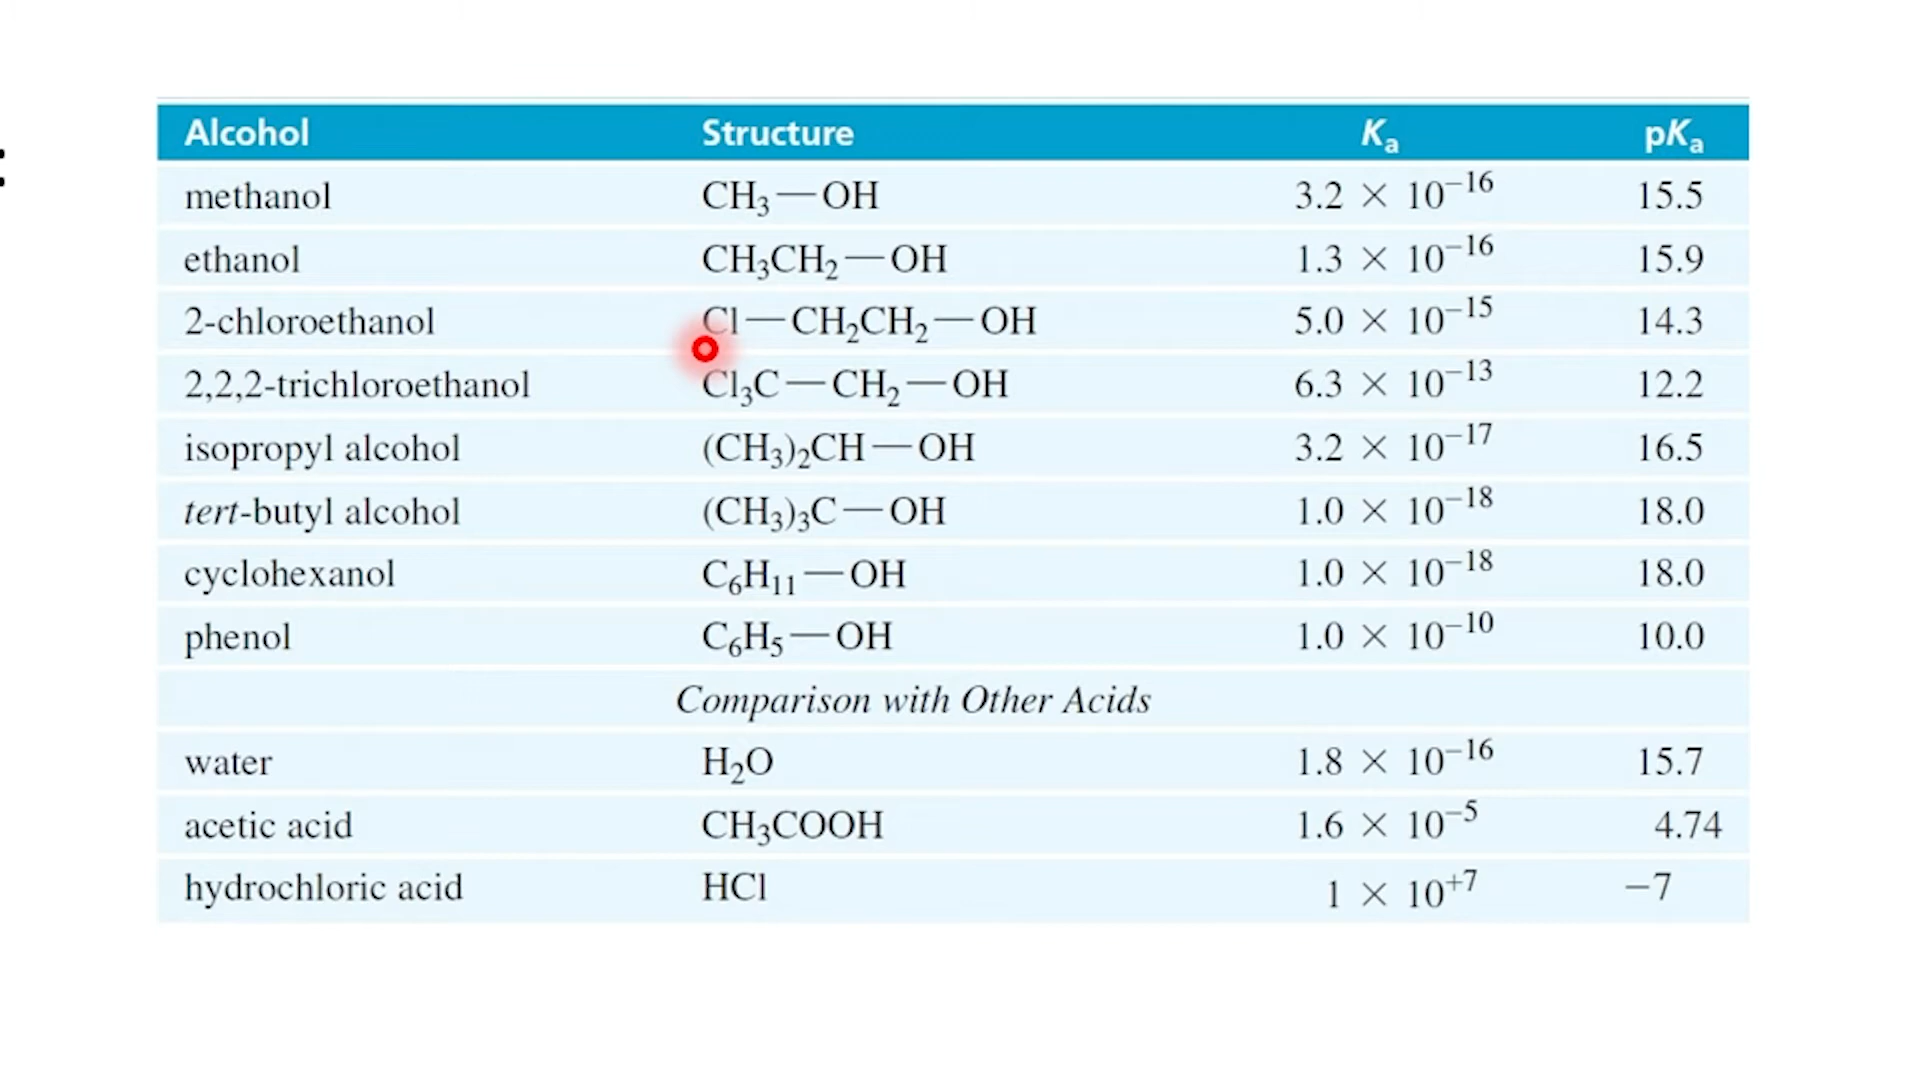 Alcohol Structure Kₐ pKₐ
methanol CH₃—OH 3.2 × 10⁻¹⁶ 15.5
ethanol CH₃CH₂—OH 1.3 × 10⁻¹⁶ 15.9
2-chloroethanol Cl—CH₂CH₂—OH 5.0 × 10⁻¹⁵ 14.3
2,2,2-trichloroethanol Cl₃C—CH₂—OH 6.3 × 10⁻¹³ 12.2
isopropyl alcohol (CH₃)₂CH—OH 3.2 × 10⁻¹⁷ 16.5
tert-butyl alcohol (CH₃)₃C—OH 1.0 × 10⁻¹⁸ 18.0
cyclohexanol C₆H₁₁—OH 1.0 × 10⁻¹⁸ 18.0
phenol C₆H₅—OH 1.0 × 10⁻¹⁰ 10.0
Comparison with Other Acids
water H₂O 1.8 × 10⁻¹⁶ 15.7
acetic acid CH₃COOH 1.6 × 10⁻⁵ 4.74
hydrochloric acid HCl 1 × 10⁺⁷ −7